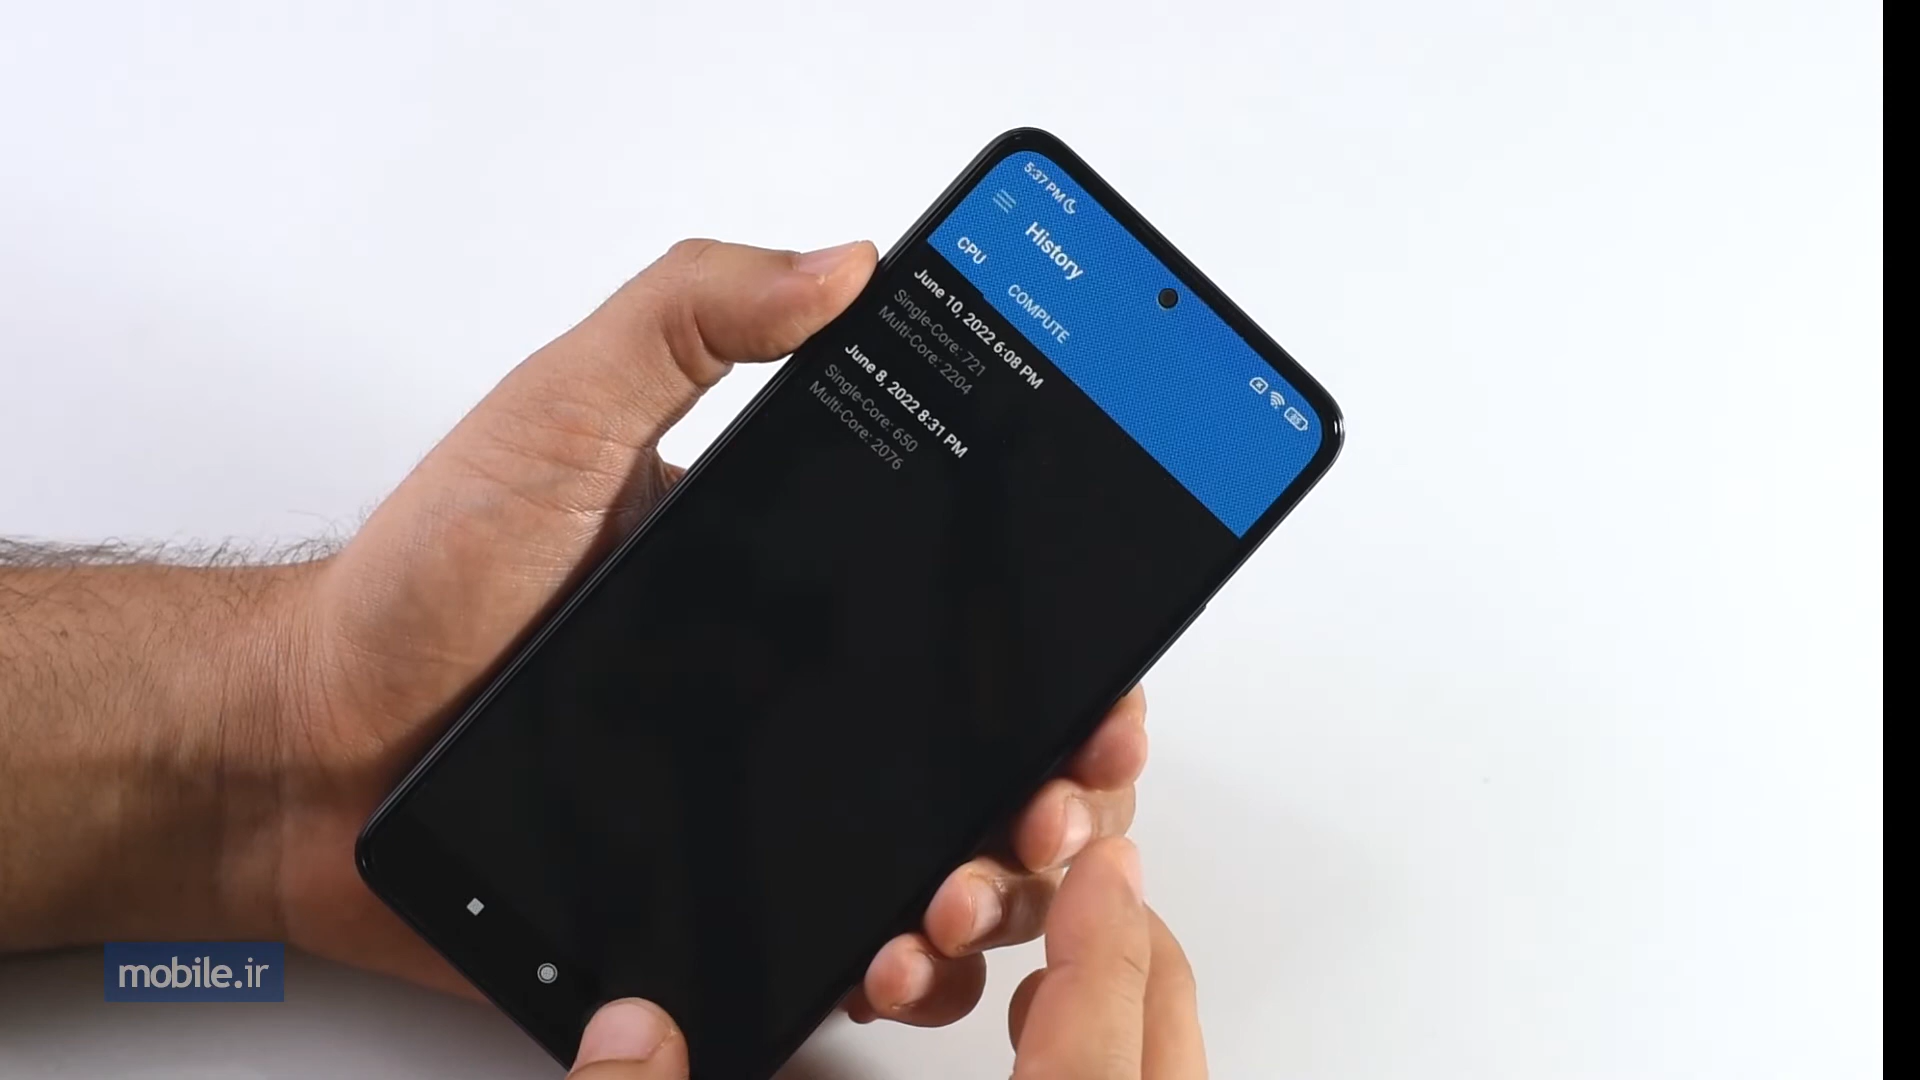 5:37 PM
History
CPU
COMPUTE
June 10, 2022 6:08 PM
Single-Core: 721
Multi-Core: 2204
June 8, 2022 8:31 PM
Single-Core: 650
Multi-Core: 2076
mobile.ir